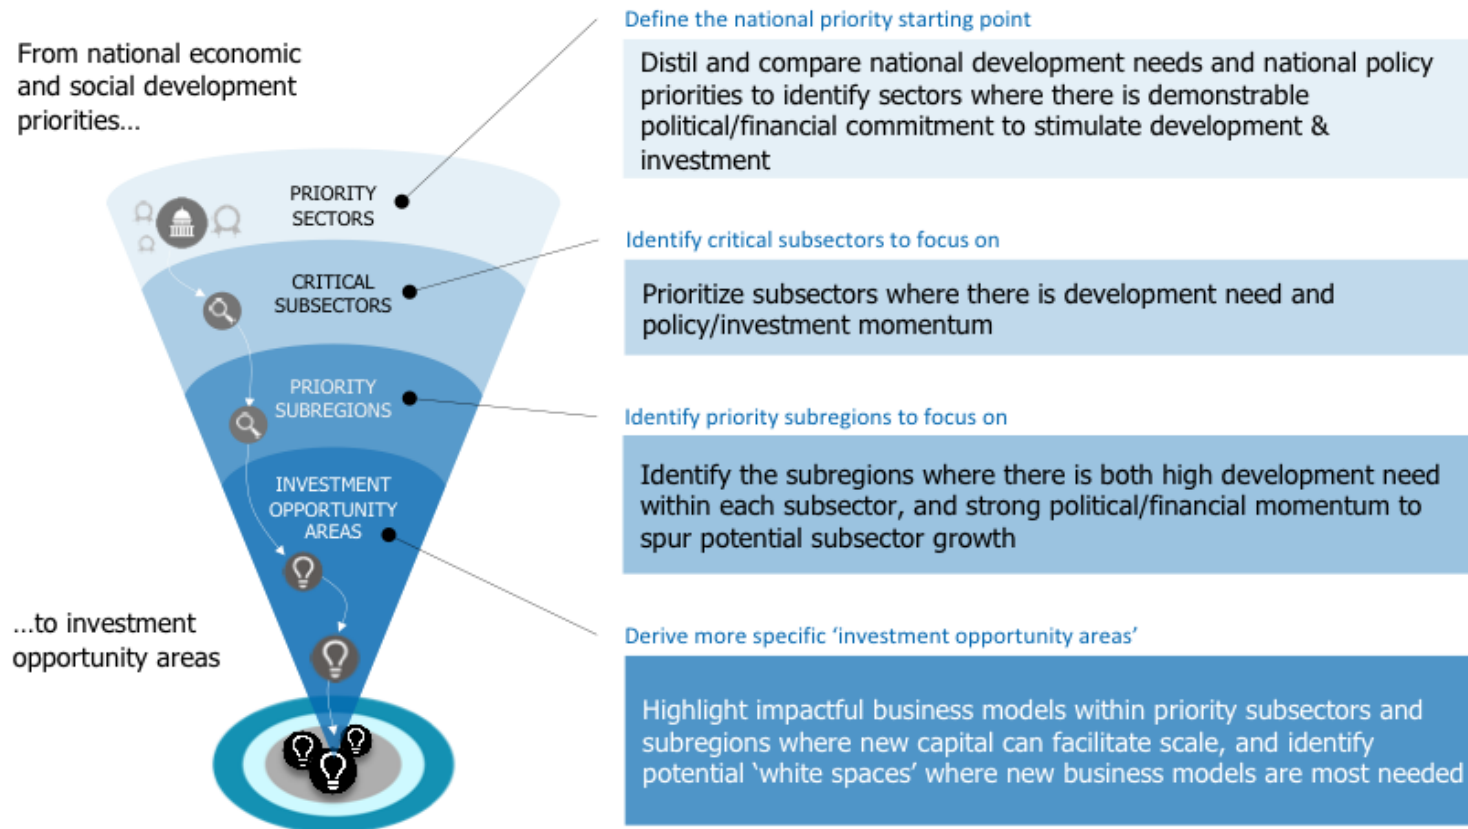 From national economic
and social development
priorities...
PRIORITY
SECTORS
CRITICAL
SUBSECTORS
PRIORITY
SUBREGIONS
INVESTMENT
OPPORTUNITY
AREAS
...to investment
opportunity areas
Define the national priority starting point
Distil and compare national development needs and national policy
priorities to identify sectors where there is demonstrable
political/financial commitment to stimulate development &
investment
Identify critical subsectors to focus on
Prioritize subsectors where there is development need and
policy/investment momentum
Identify priority subregions to focus on
Identify the subregions where there is both high development need
within each subsector, and strong political/financial momentum to
spur potential subsector growth
Derive more specific ‘investment opportunity areas’
Highlight impactful business models within priority subsectors and
subregions where new capital can facilitate scale, and identify
potential ‘white spaces’ where new business models are most needed